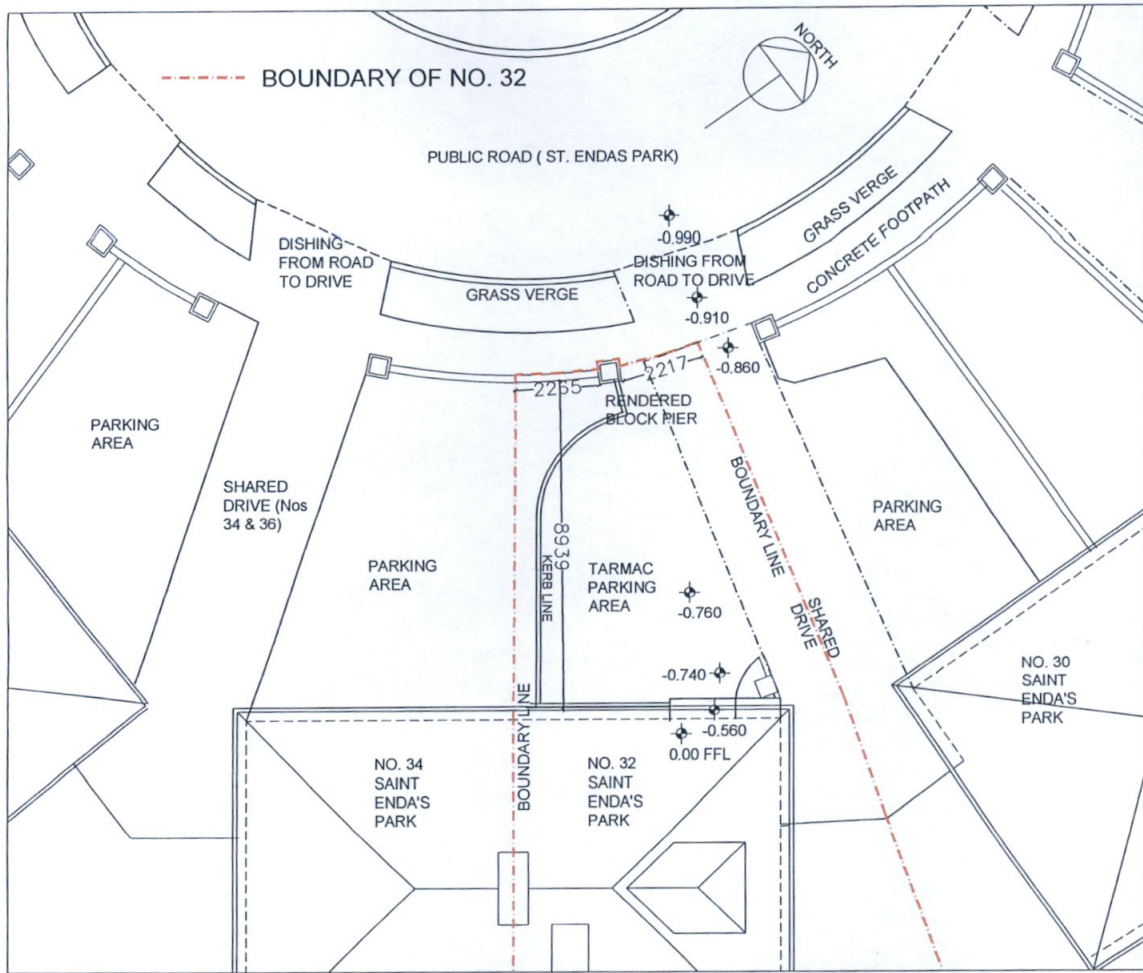 NORTH
BOUNDARY OF NO. 32
PUBLIC ROAD ( ST. ENDAS PARK)
GRASS VERGE
CONCRETE FOOTPATH
-0.990
DISHING
FROM ROAD
TO DRIVE
DISHING FROM
ROAD TO DRIVE
GRASS VERGE
-0.910
-0.860
2265
2217
RENDERED
BLOCK PIER
PARKING
AREA
SHARED
DRIVE (Nos
34 & 36)
PARKING
AREA
KERB LINE
8939
TARMAC
PARKING
AREA
-0.760
BOUNDARY LINE
SHARED
DRIVE
PARKING
AREA
-0.740
-0.560
0.00 FFL
BOUNDARY LINE
NO. 34
SAINT
ENDA'S
PARK
NO. 32
SAINT
ENDA'S
PARK
NO. 30
SAINT
ENDA'S
PARK